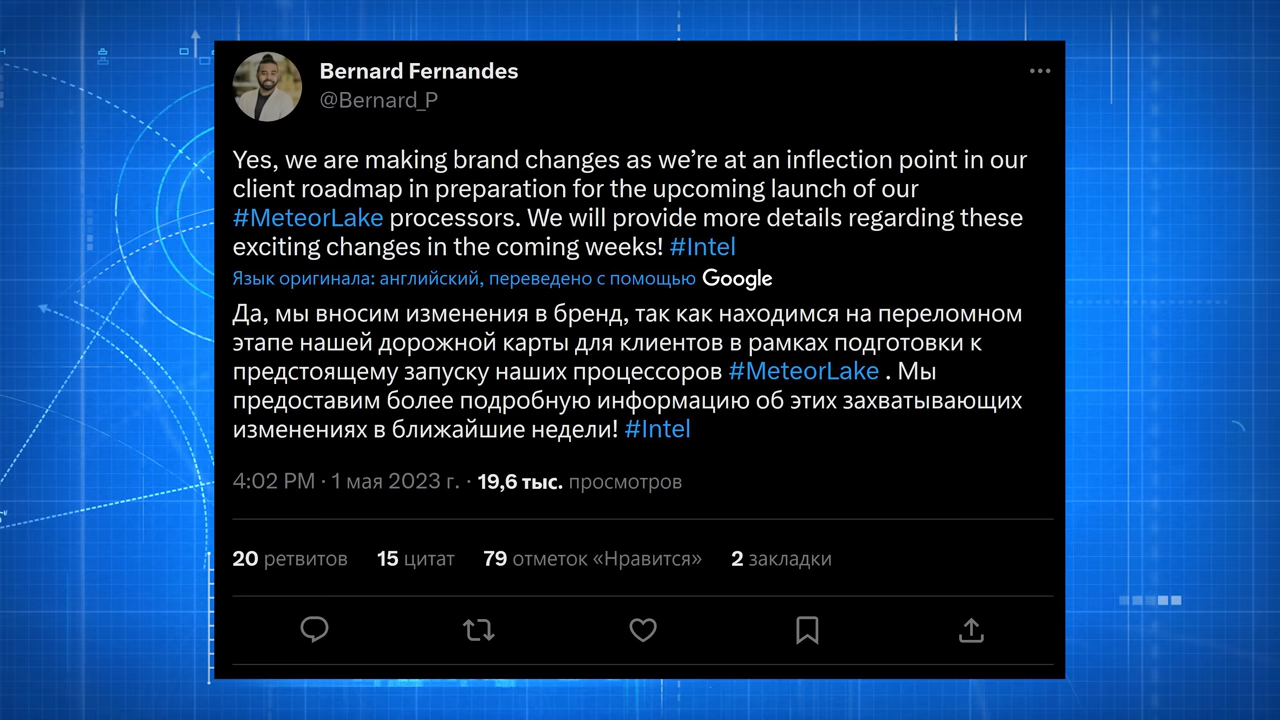 Bernard Fernandes
@Bernard_P
Yes, we are making brand changes as we’re at an inflection point in our
client roadmap in preparation for the upcoming launch of our
#MeteorLake processors. We will provide more details regarding these
exciting changes in the coming weeks! #Intel
Язык оригинала: английский, переведено с помощью Google
Да, мы вносим изменения в бренд, так как находимся на переломном
этапе нашей дорожной карты для клиентов в рамках подготовки к
предстоящему запуску наших процессоров #MeteorLake . Мы
предоставим более подробную информацию об этих захватывающих
изменениях в ближайшие недели! #Intel
4:02 PM · 1 мая 2023 г. · 19,6 тыс. просмотров
20 ретвитов 15 цитат 79 отметок «Нравится» 2 закладки